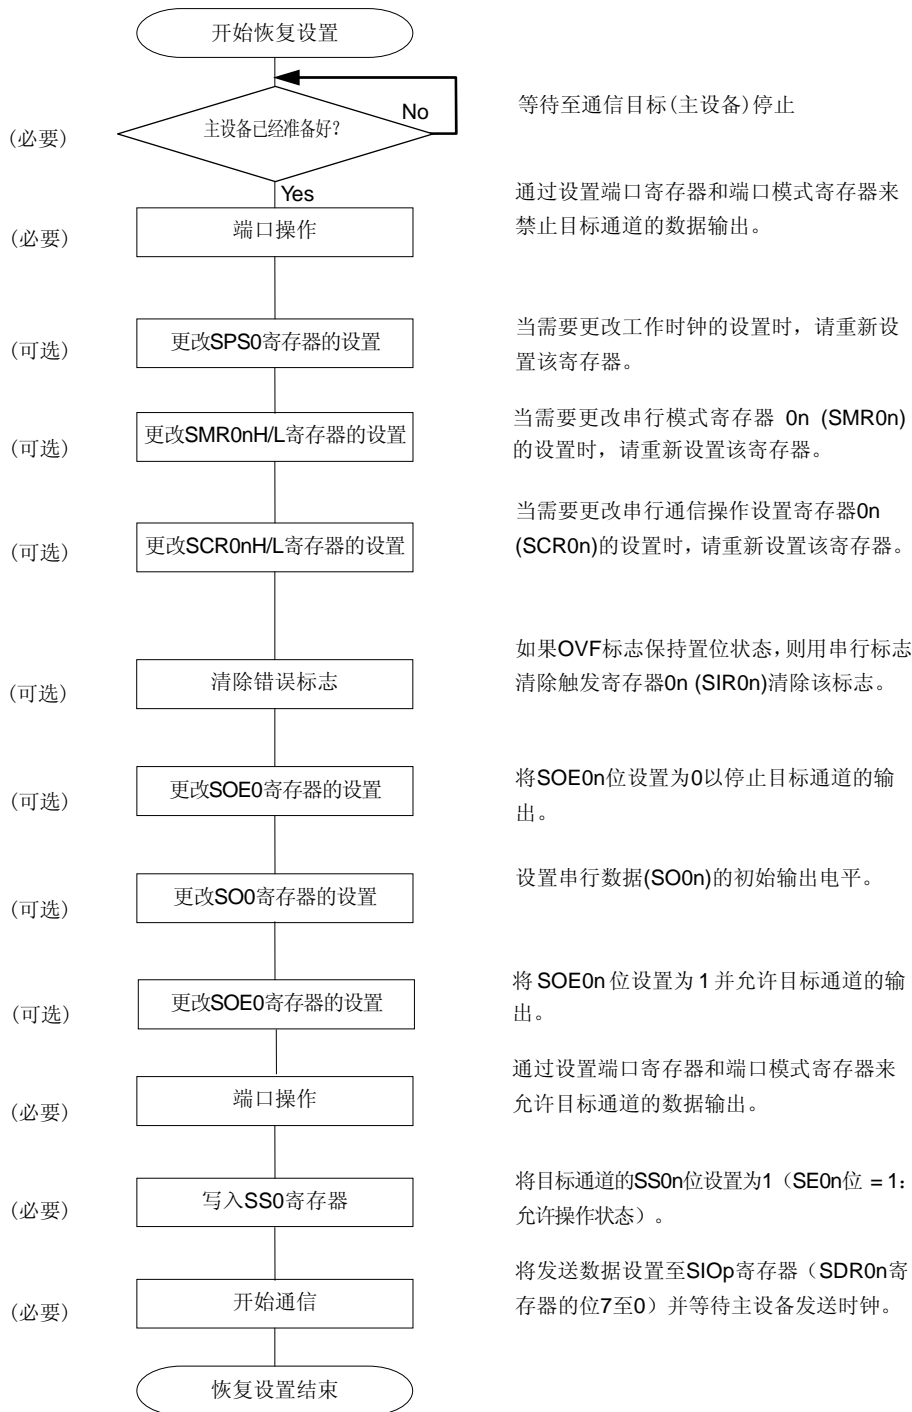 开始恢复设置
No
等待至通信目标(主设备)停止
(必要)
主设备已经准备好？
Yes
通过设置端口寄存器和端口模式寄存器来
禁止目标通道的数据输出。
(必要)
端口操作
当需要更改工作时钟的设置时，请重新设
置该寄存器。
(可选)
更改SPS0寄存器的设置
当需要更改串行模式寄存器 0n (SMR0n)
的设置时，请重新设置该寄存器。
(可选)
更改SMR0nH/L寄存器的设置
当需要更改串行通信操作设置寄存器0n
(SCR0n)的设置时，请重新设置该寄存器。
(可选)
更改SCR0nH/L寄存器的设置
如果OVF标志保持置位状态，则用串行标志
清除触发寄存器0n (SIR0n)清除该标志。
(可选)
清除错误标志
将SOE0n位设置为0以停止目标通道的输
出。
(可选)
更改SOE0寄存器的设置
设置串行数据(SO0n)的初始输出电平。
(可选)
更改SO0寄存器的设置
将 SOE0n 位设置为 1 并允许目标通道的输
出。
(可选)
更改SOE0寄存器的设置
通过设置端口寄存器和端口模式寄存器来
允许目标通道的数据输出。
(必要)
端口操作
将目标通道的SS0n位设置为1（SE0n位 = 1：
允许操作状态）。
(必要)
写入SS0寄存器
将发送数据设置至SIOp寄存器（SDR0n寄
存器的位7至0）并等待主设备发送时钟。
(必要)
开始通信
恢复设置结束